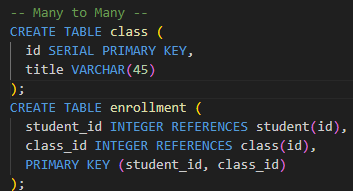 -- Many to Many --
CREATE TABLE class (
  id SERIAL PRIMARY KEY,
  title VARCHAR(45)
);
CREATE TABLE enrollment (
  student_id INTEGER REFERENCES student(id),
  class_id INTEGER REFERENCES class(id),
  PRIMARY KEY (student_id, class_id)
);